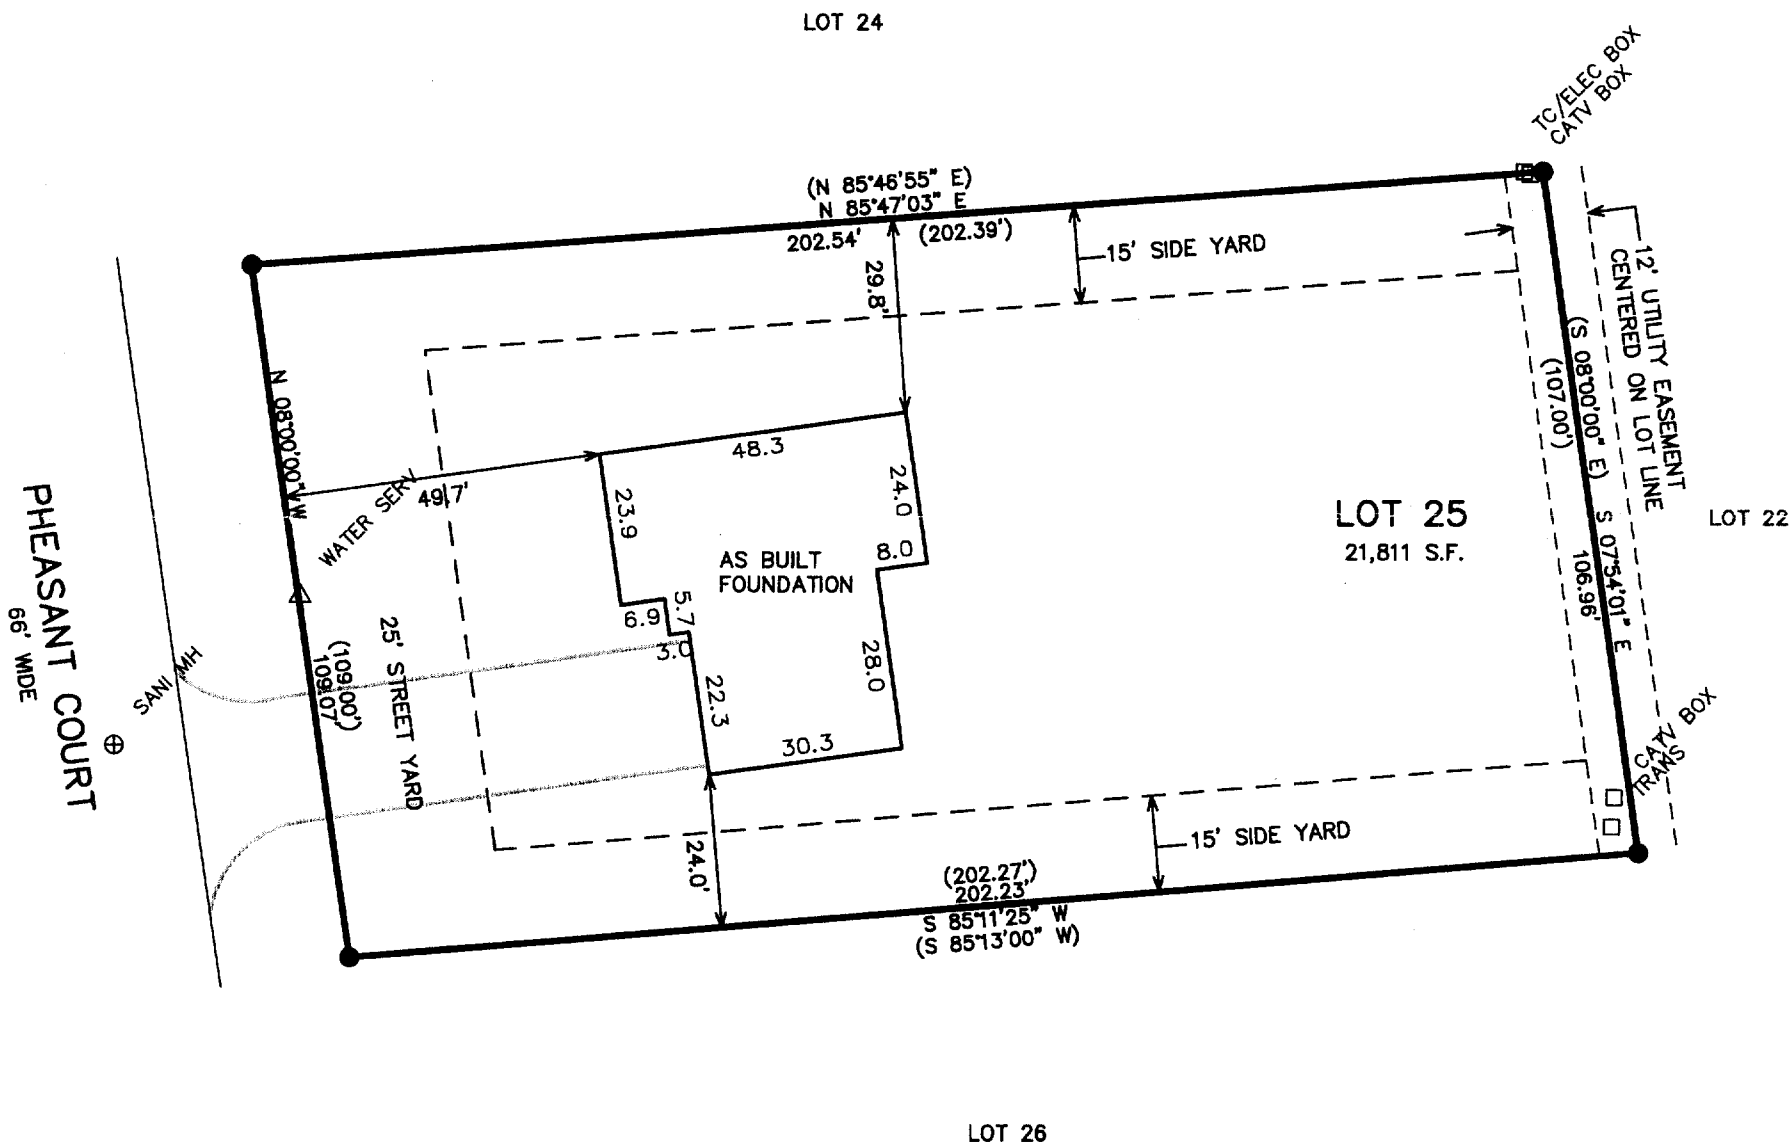 LOT 24
TC/ELEC BOX
CATV BOX
(N 85°46'55" E)
N 85°47'03" E
202.54'
(202.39')
15' SIDE YARD
29.8'
12' UTILITY EASEMENT
CENTERED ON LOT LINE
(S 08°00'00" E)
(107.00')
S 07°54'01" E
106.96'
N 08°00'00" W
48.3
49.7'
WATER SERV
23.9
24.0
8.0
AS BUILT
FOUNDATION
LOT 25
21,811 S.F.
LOT 22
6.9
5.7
3.0
28.0
22.3
30.3
PHEASANT COURT
66' WIDE
SANI MH
(109.00')
109.07'
25' STREET YARD
CATV BOX
TRANS
24.0'
15' SIDE YARD
(202.27')
202.23'
S 85°11'25" W
(S 85°13'00" W)
LOT 26